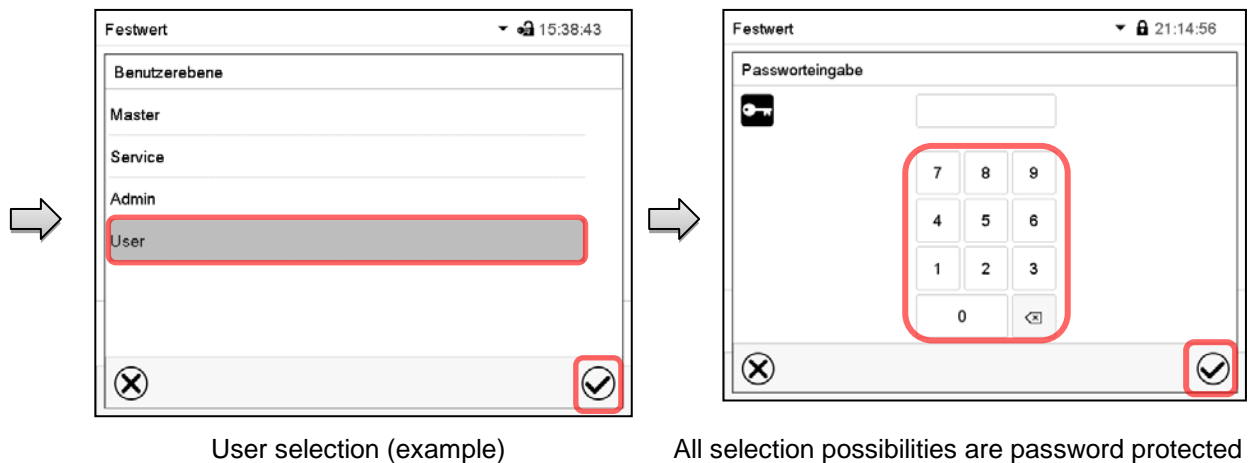 Festwert 15:38:43
Benutzerebene
Master
Service
Admin
User
User selection (example)
Festwert 21:14:56
Passworteingabe
7 8 9
4 5 6
1 2 3
0
All selection possibilities are password protected